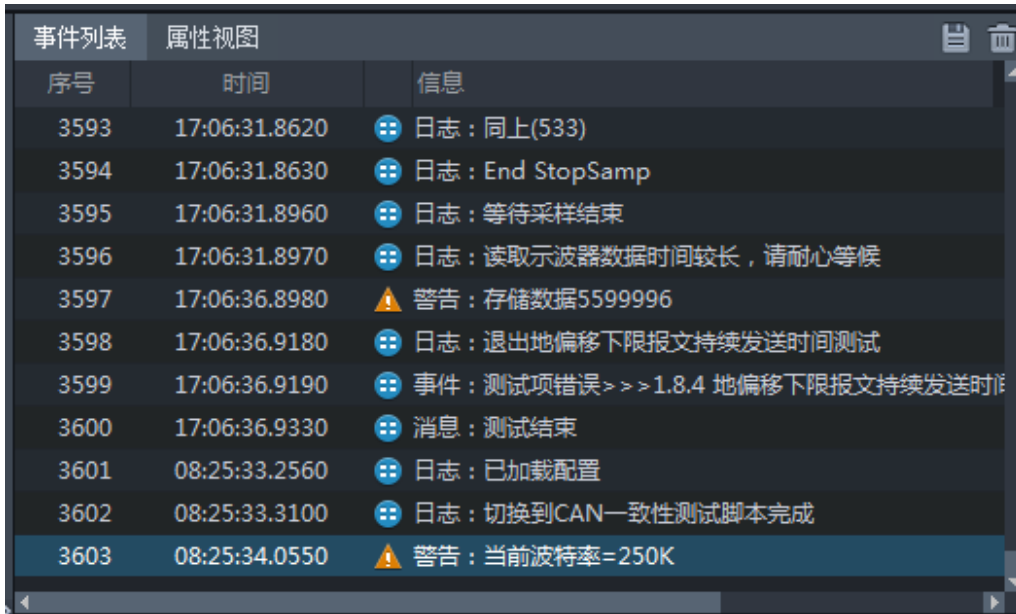 事件列表 属性视图
序号 时间 信息
3593 17:06:31.8620 日志：同上(533)
3594 17:06:31.8630 日志：End StopSamp
3595 17:06:31.8960 日志：等待采样结束
3596 17:06:31.8970 日志：读取示波器数据时间较长，请耐心等候
3597 17:06:36.8980 警告：存储数据5599996
3598 17:06:36.9180 日志：退出地偏移下限报文持续发送时间测试
3599 17:06:36.9190 事件：测试项错误>>>1.8.4 地偏移下限报文持续发送时间
3600 17:06:36.9330 消息：测试结束
3601 08:25:33.2560 日志：已加载配置
3602 08:25:33.3100 日志：切换到CAN一致性测试脚本完成
3603 08:25:34.0550 警告：当前波特率=250K